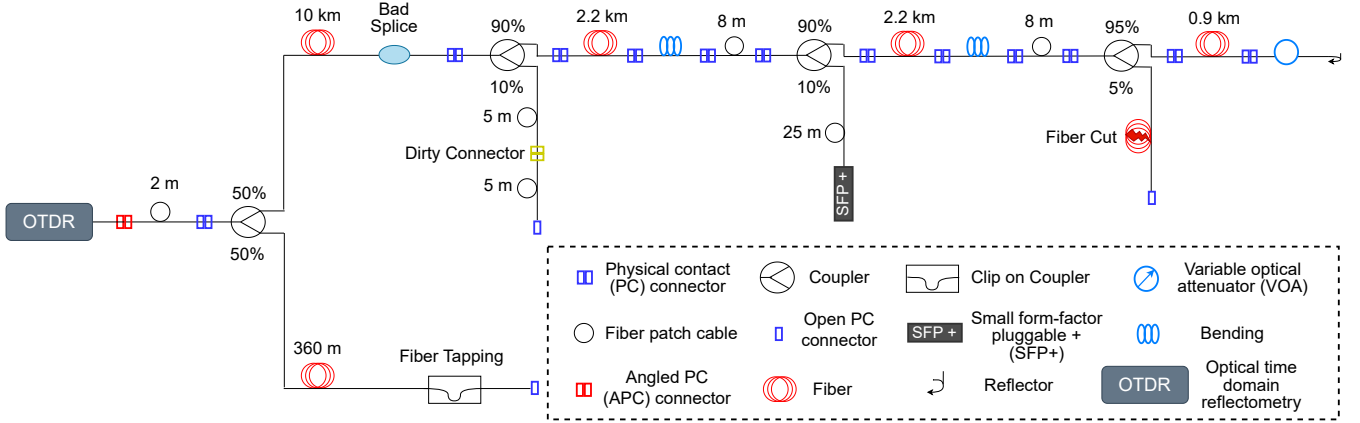 10 km
Bad
Splice
90%
2.2 km
8 m
90%
2.2 km
8 m
95%
0.9 km
10%
10%
5%
5 m
25 m
Fiber Cut
Dirty Connector
5 m
SFP +
2 m
50%
OTDR
50%
360 m
Fiber Tapping
Physical contact
(PC) connector
Coupler
Clip on Coupler
Variable optical
attenuator (VOA)
Fiber patch cable
Open PC
connector
SFP +
Small form-factor
pluggable +
(SFP+)
Bending
Angled PC
(APC) connector
Fiber
Reflector
OTDR
Optical time
domain
reflectometry